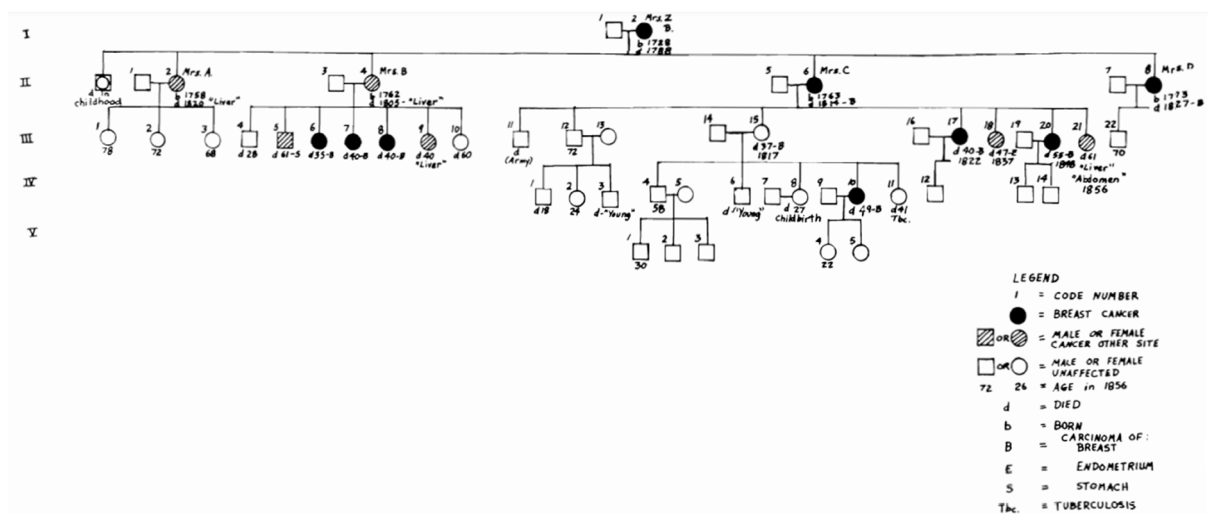 I
1 2 Mrs. Z
B.
b 1728
d 1788
II
1 2 Mrs. A. 3 4 Mrs. B 5 6 Mrs. C 7 8 Mrs. D
d in childhood
b 1758
d 1820 "Liver"
b 1762
d 1805 - "Liver"
b 1763
d 1814 - B
b 1773
d 1827 - B
III
1 2 3 4 5 6 7 8 9 10 11 12 13 14 15 16 17 18 19 20 21 22
78 72 68 d 28 d 61-S d 35-B d 40-B d 40-B d 40 "Liver" d 60
d (Army) 72
d 37-B
1817
d 40-B
1822
d 47-E
1837
d 55-B
d 61
"Liver"
"Abdomen"
1856
70
IV
1 2 3 4 5 6 7 8 9 10 11 12 13 14
d 18 24 d-"Young" 58 d "Young" d 27 childbirth d 49-B d 41 Tbc.
V
1 2 3 4 5
30 22
LEGEND
1 = CODE NUMBER
= BREAST CANCER
OR = MALE OR FEMALE
CANCER OTHER SITE
OR = MALE OR FEMALE
UNAFFECTED
72 26 = AGE in 1856
d = DIED
b = BORN
B = CARCINOMA OF:
BREAST
E = ENDOMETRIUM
S = STOMACH
Tbc. = TUBERCULOSIS